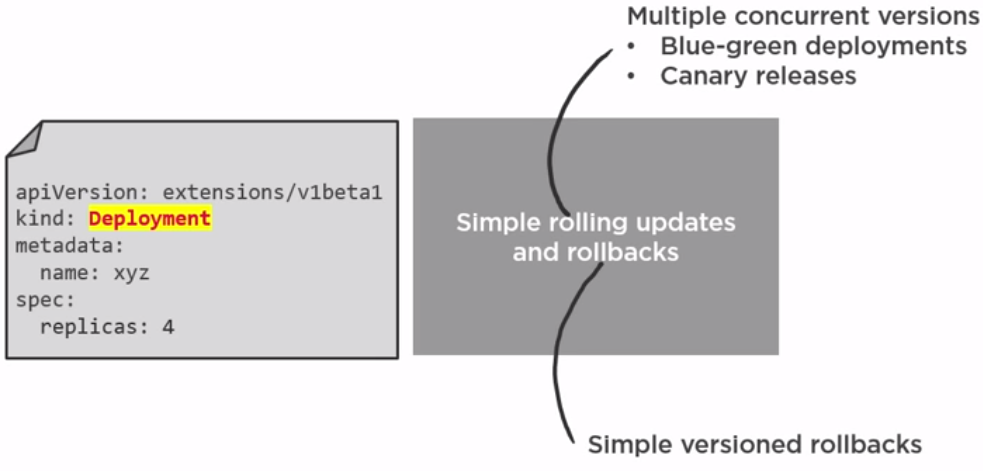 Multiple concurrent versions
• Blue-green deployments
• Canary releases
apiVersion: extensions/v1beta1
kind: Deployment
metadata:
  name: xyz
spec:
  replicas: 4
Simple rolling updates
and rollbacks
Simple versioned rollbacks